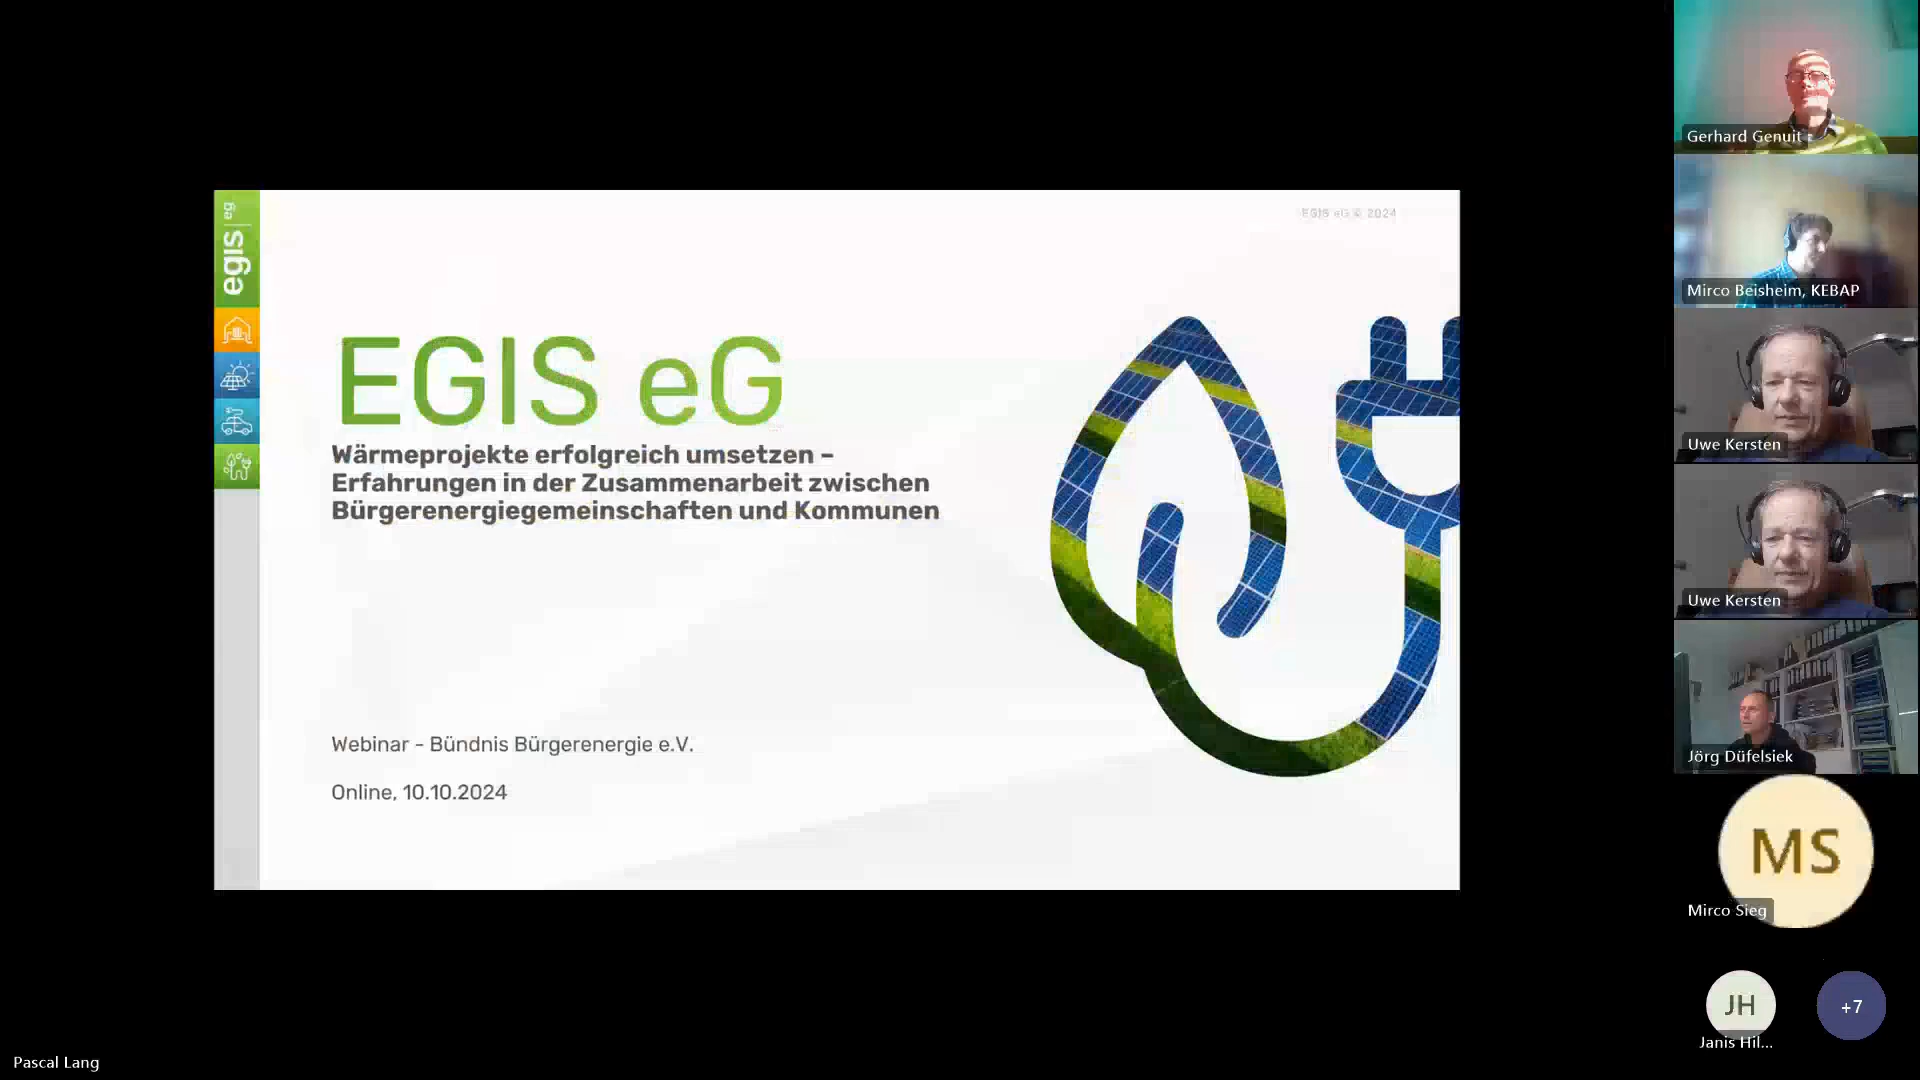 egis eg
EGIS eG © 2024
EGIS eG
Wärmeprojekte erfolgreich umsetzen –
Erfahrungen in der Zusammenarbeit zwischen
Bürgerenergiegemeinschaften und Kommunen
Webinar - Bündnis Bürgerenergie e.V.
Online, 10.10.2024
Gerhard Genuit
Mirco Beisheim, KEBAP
Uwe Kersten
Uwe Kersten
Jörg Düfelsiek
MS
Mirco Sieg
JH
+7
Janis Hil...
Pascal Lang